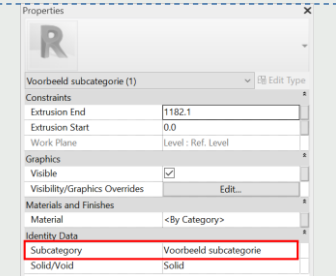 Properties
R
Voorbeeld subcategorie (1)
Edit Type
Constraints
Extrusion End 1182.1
Extrusion Start 0.0
Work Plane Level : Ref. Level
Graphics
Visible
Visibility/Graphics Overrides Edit...
Materials and Finishes
Material <By Category>
Identity Data
Subcategory Voorbeeld subcategorie
Solid/Void Solid